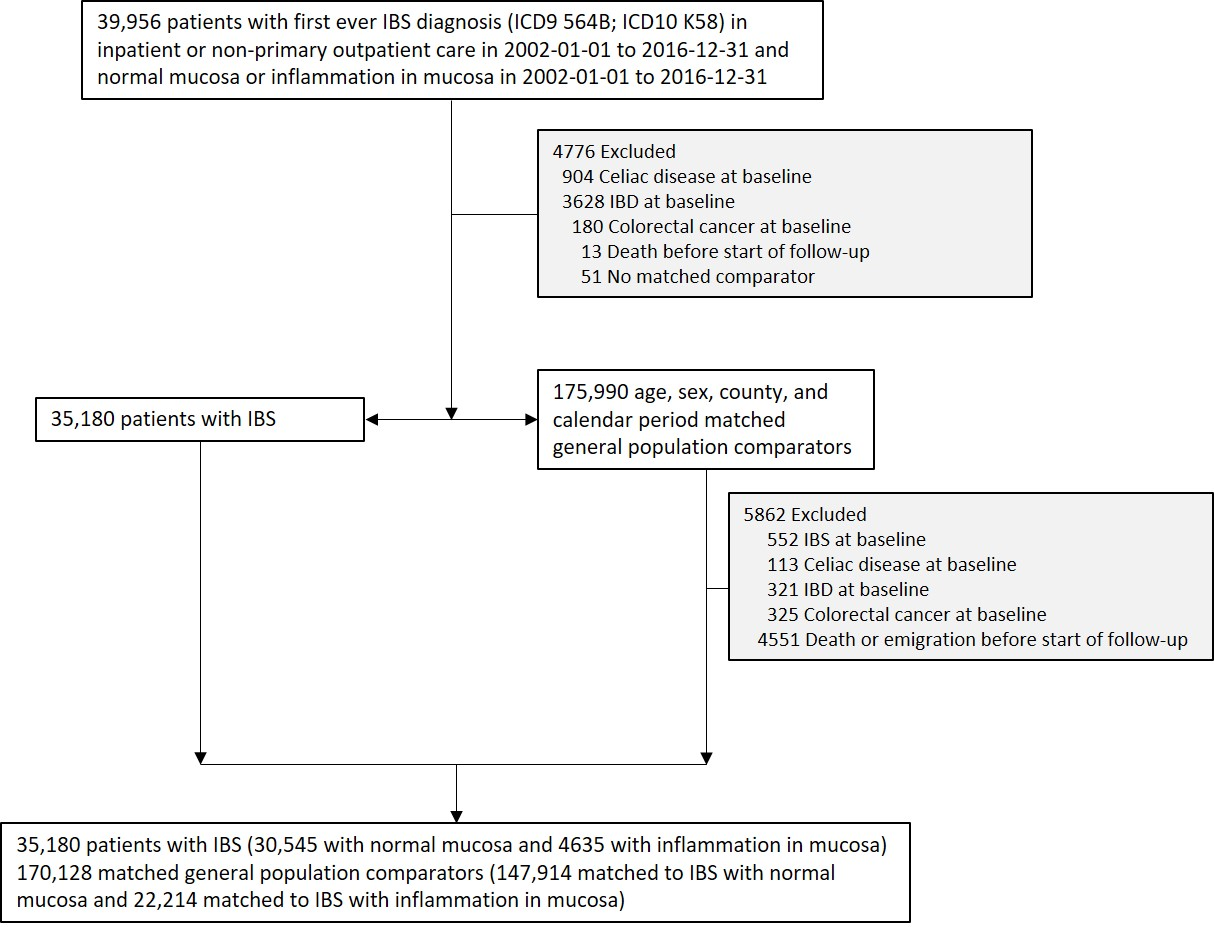 39,956 patients with first ever IBS diagnosis (ICD9 564B; ICD10 K58) in
inpatient or non-primary outpatient care in 2002-01-01 to 2016-12-31 and
normal mucosa or inflammation in mucosa in 2002-01-01 to 2016-12-31
4776 Excluded
904 Celiac disease at baseline
3628 IBD at baseline
180 Colorectal cancer at baseline
13 Death before start of follow-up
51 No matched comparator
35,180 patients with IBS
175,990 age, sex, county, and
calendar period matched
general population comparators
5862 Excluded
552 IBS at baseline
113 Celiac disease at baseline
321 IBD at baseline
325 Colorectal cancer at baseline
4551 Death or emigration before start of follow-up
35,180 patients with IBS (30,545 with normal mucosa and 4635 with inflammation in mucosa)
170,128 matched general population comparators (147,914 matched to IBS with normal
mucosa and 22,214 matched to IBS with inflammation in mucosa)